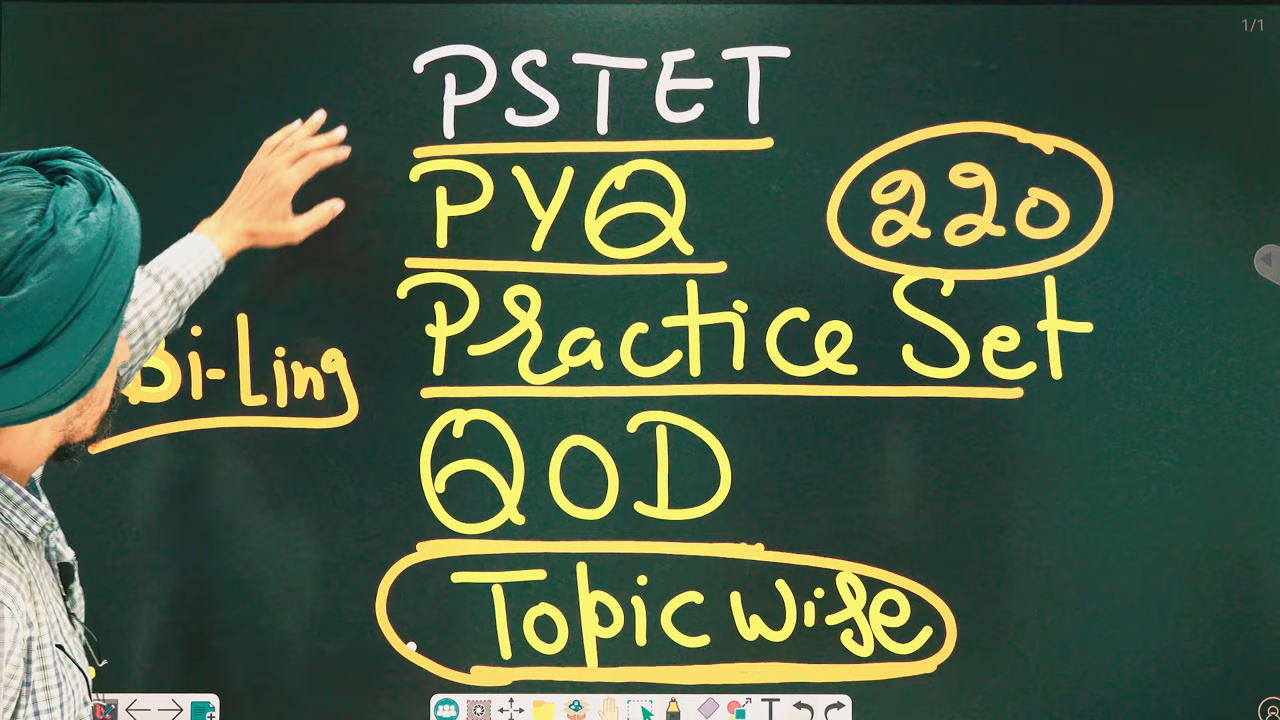 1/1
PSTET
PYQ 220
Practice Set
Bi-Ling
QOD
Topic wise
T